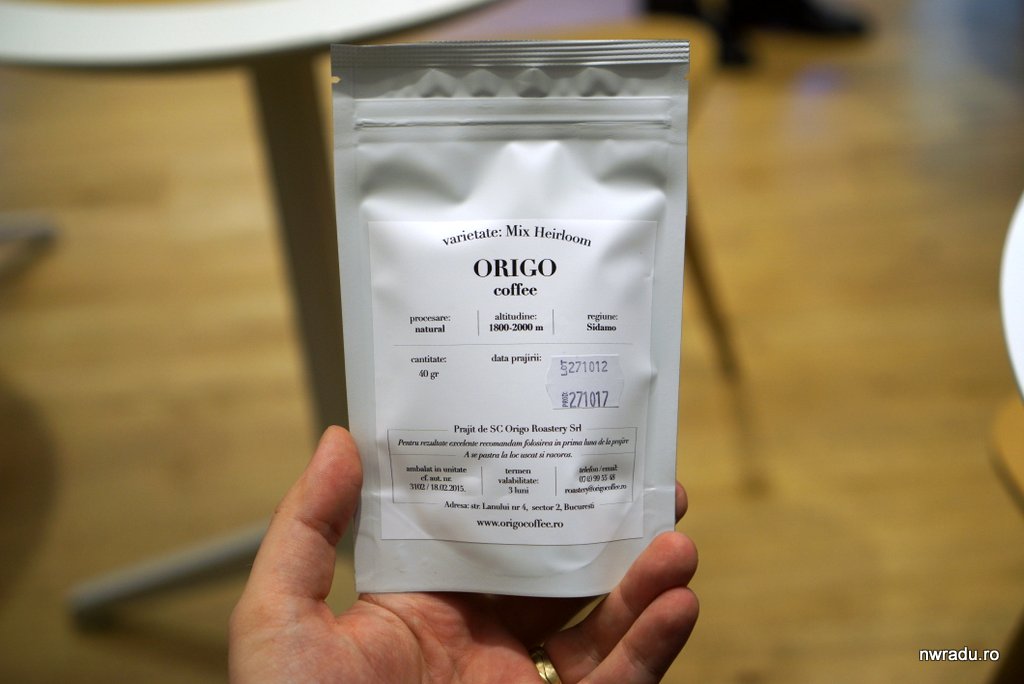 varietate: Mix Heirloom
ORIGO
coffee
procesare: altitudine: regiune:
natural 1800-2000 m Sidamo
cantitate: data prajirii:
40 gr
LOT 271012
271017
Prajit de SC Origo Roastery Srl
Pentru rezultate excelente recomandam folosirea in prima luna de la prajire
A se pastra la loc uscat si racoros.
ambalat in unitate
cf. aut. nr.
3102 / 18.02.2015.
termen
valabilitate:
3 luni
telefon / email:
roastery@origocoffee.ro
Adresa: str. Lanului nr 4, sector 2, Bucuresti
www.origocoffee.ro
nwradu.ro